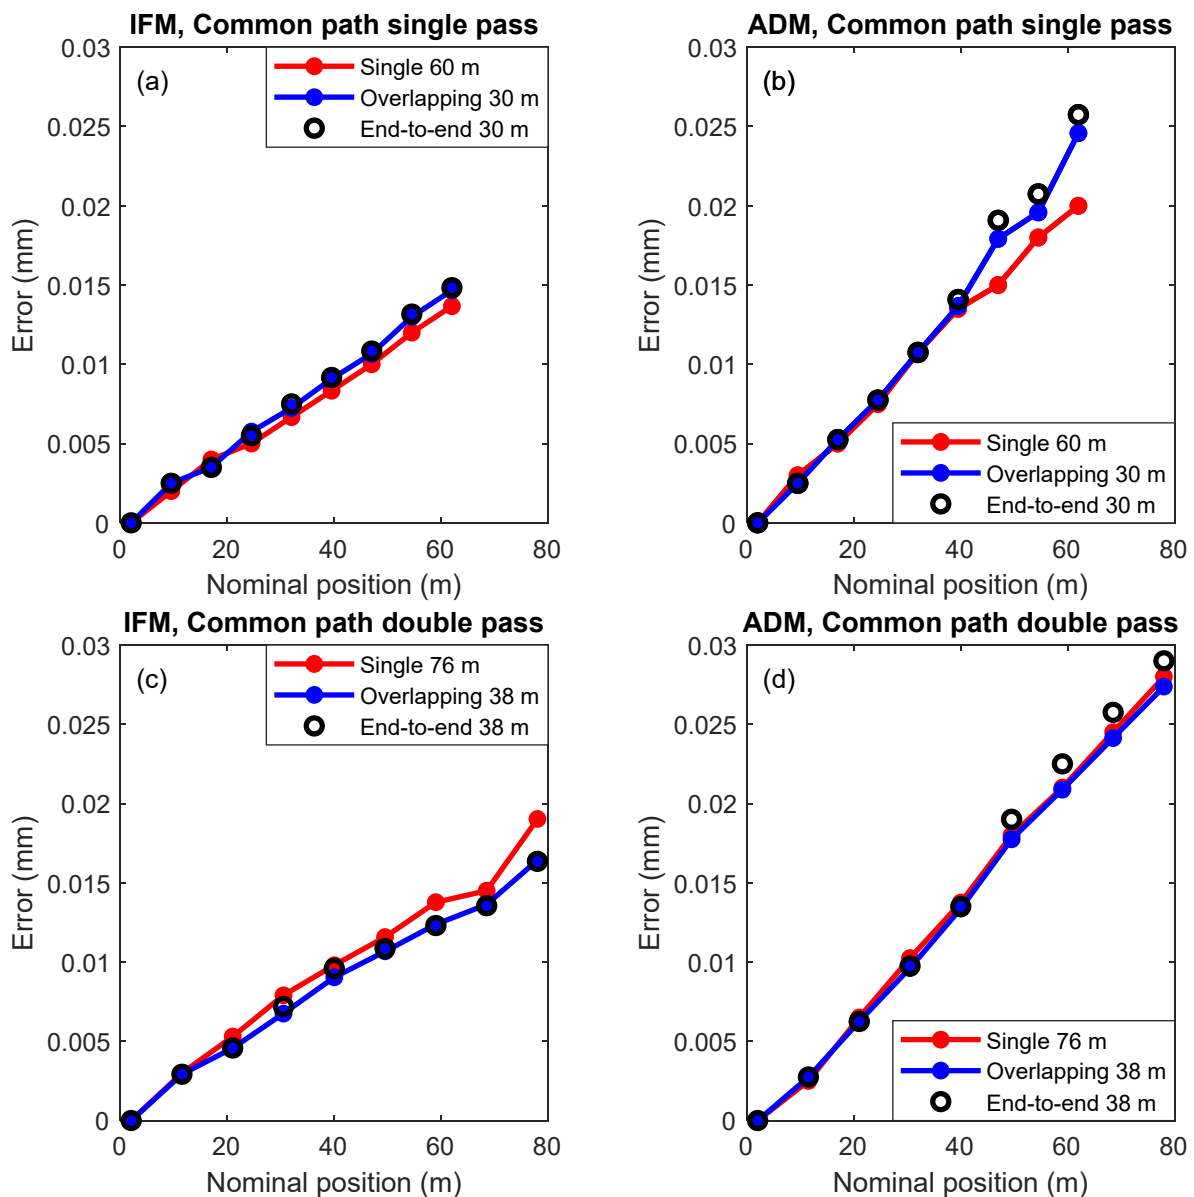 IFM, Common path single pass
(a)
Single 60 m
Overlapping 30 m
End-to-end 30 m
0.03
0.025
0.02
0.015
0.01
0.005
0
Error (mm)
0 20 40 60 80
Nominal position (m)
ADM, Common path single pass
(b)
0.03
0.025
0.02
0.015
0.01
0.005
0
Error (mm)
Single 60 m
Overlapping 30 m
End-to-end 30 m
0 20 40 60 80
Nominal position (m)
IFM, Common path double pass
(c)
Single 76 m
Overlapping 38 m
End-to-end 38 m
0.03
0.025
0.02
0.015
0.01
0.005
0
Error (mm)
0 20 40 60 80
Nominal position (m)
ADM, Common path double pass
(d)
0.03
0.025
0.02
0.015
0.01
0.005
0
Error (mm)
Single 76 m
Overlapping 38 m
End-to-end 38 m
0 20 40 60 80
Nominal position (m)